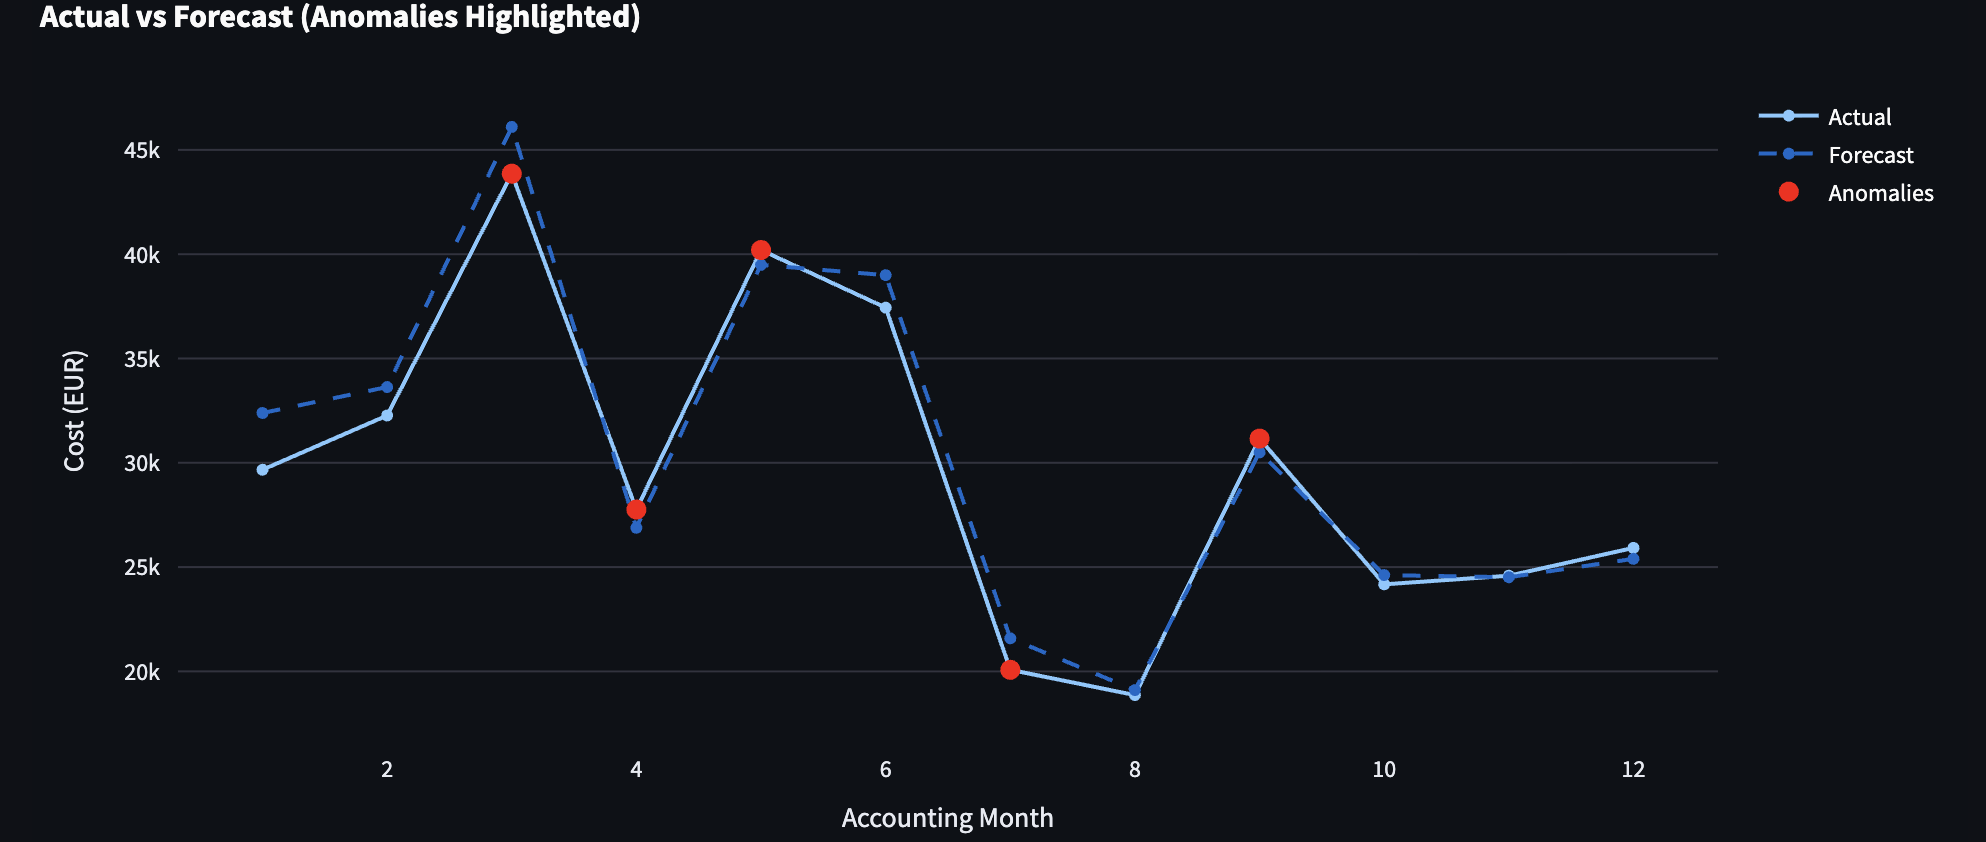 Actual vs Forecast (Anomalies Highlighted)
Actual
Forecast
Anomalies
45k
40k
35k
30k
25k
20k
Cost (EUR)
2 4 6 8 10 12
Accounting Month